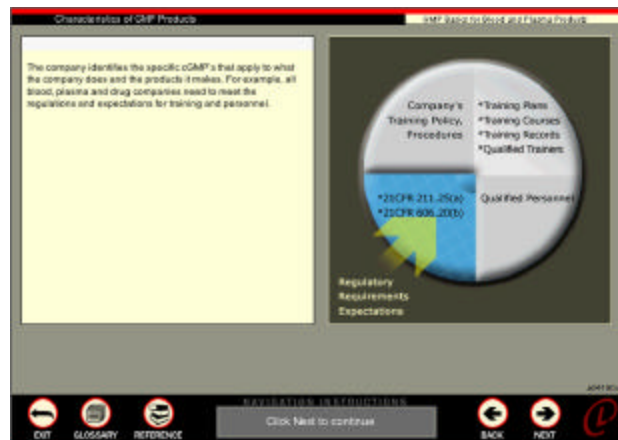 Characteristics of GMP Products
GMP Basics for Blood and Plasma Products
The company identifies the specific cGMP's that apply to what
the company does and the products it makes. For example, all
blood, plasma and drug companies need to meet the
regulations and expectations for training and personnel.
Company's
Training Policy,
Procedures
*Training Plans
*Training Courses
*Training Records
*Qualified Trainers
*21CFR 211.25(a)
*21CFR 606.20(b)
Qualified Personnel
Regulatory
Requirements
Expectations
NAVIGATION INSTRUCTIONS
Click Next to continue
EXIT
GLOSSARY
REFERENCE
BACK
NEXT